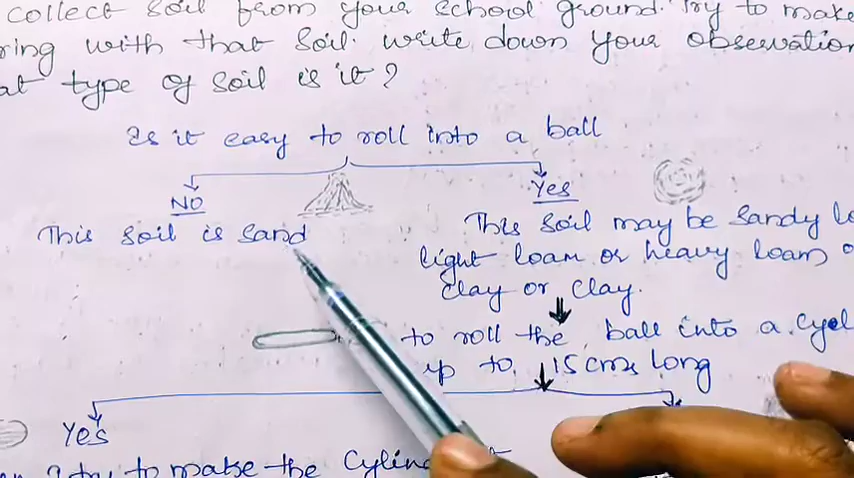 collect soil from your school ground. Try to make
ring with that soil. write down your observation
at type of soil is it?
Is it easy to roll into a ball
NO
Yes
This soil is sand
This soil may be sandy lo
light loam or heavy loam o
clay or clay.
to roll the ball into a cyl
up to 15 cms long
Yes
try to make the Cylin